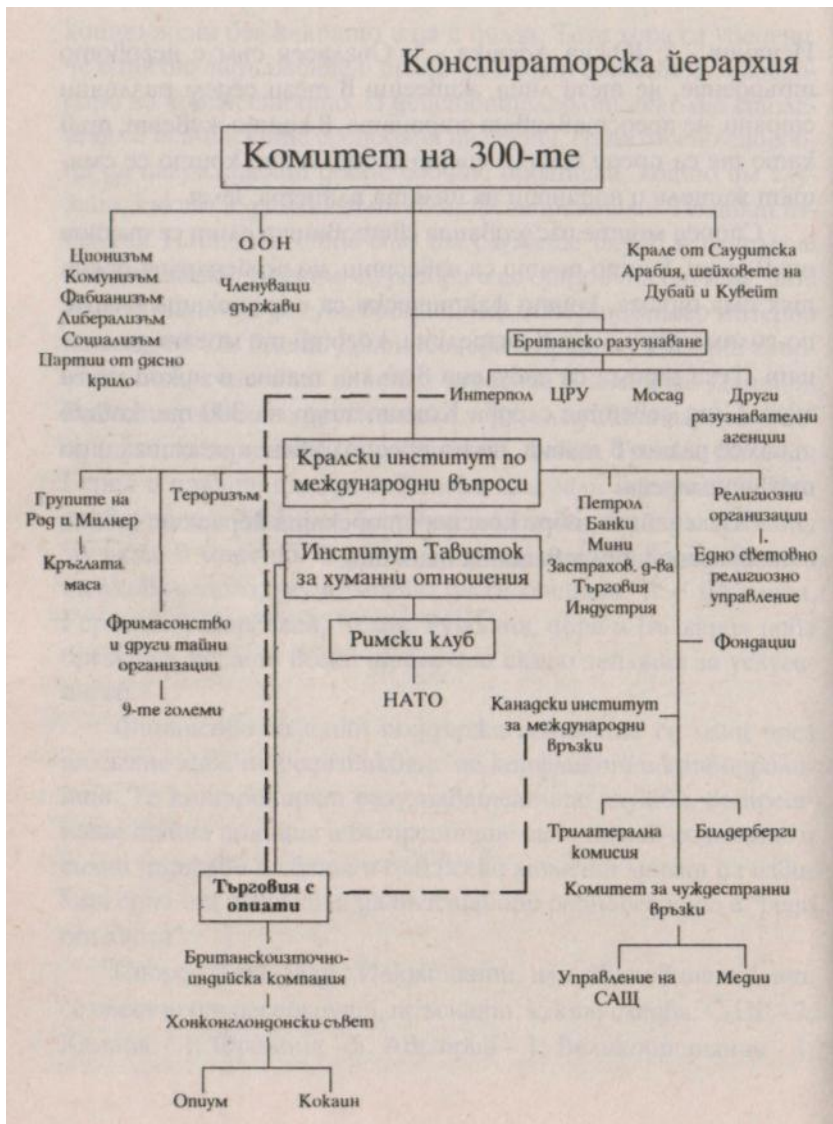 Конспираторска йерархия
Комитет на 300-те
Ционизъм
Комунизъм
Фабианизъм
Либерализъм
Социализъм
Партии от дясно
крило
ООН
Членуващи
държави
Крале от Саудитска
Арабия, шейховете на
Дубай и Кувейт
Британско разузнаване
Интерпол
ЦРУ
Мосад
Други
разузнавателни
агенции
Кралски институт по
международни въпроси
Групите на
Род и Милнер
Кръглата
маса
Тероризъм
Институт Тависток
за хуманни отношения
Петрол
Банки
Мини
Застрахов. д-ва
Търговия
Индустрия
Религиозни
организации
Едно световно
религиозно
управление
Фримасонство
и други тайни
организации
9-те големи
Римски клуб
НАТО
Фондации
Канадски институт
за международни
връзки
Трилатерална
комисия
Билдерберги
Търговия с
опиати
Комитет за чуждестранни
връзки
Британскоизточно-
индийска компания
Управление на
САЩ
Медии
Хонконглондонски съвет
Опиум
Кокаин